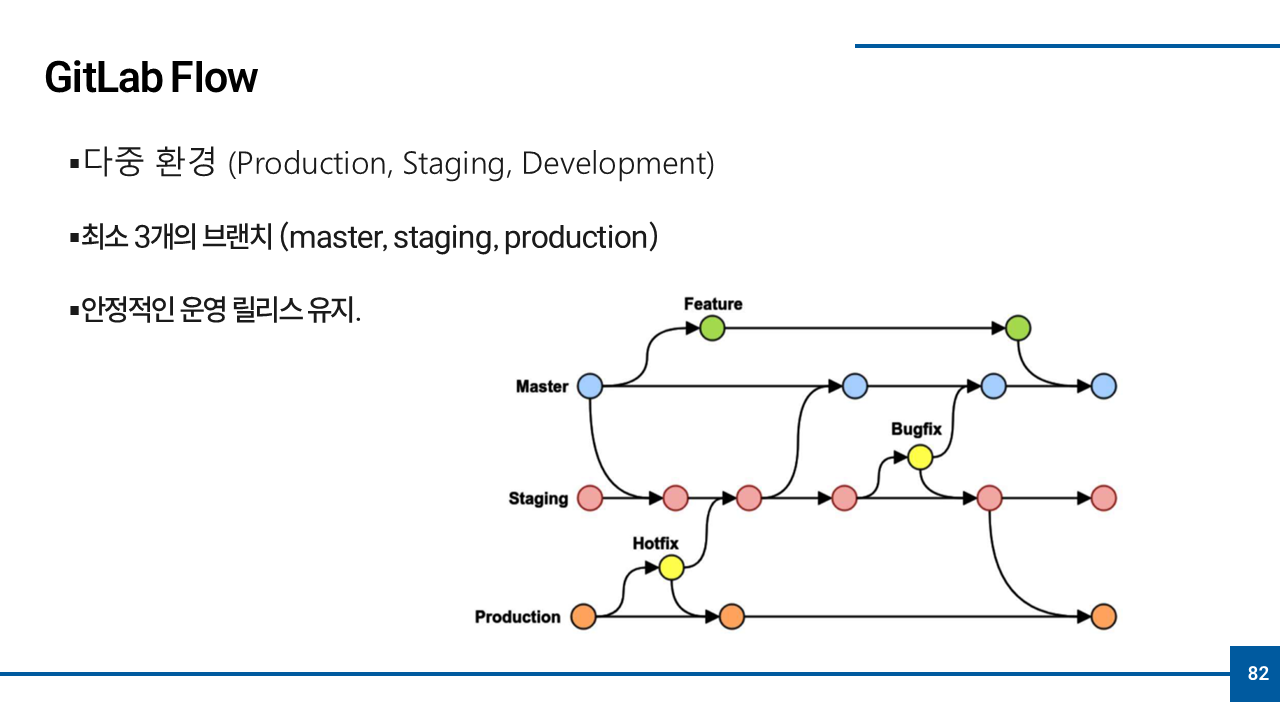 GitLab Flow
▪다중 환경 (Production, Staging, Development)
▪최소 3개의 브랜치 (master, staging, production)
▪안정적인 운영 릴리스 유지.
Feature
Master
Bugfix
Staging
Hotfix
Production
82